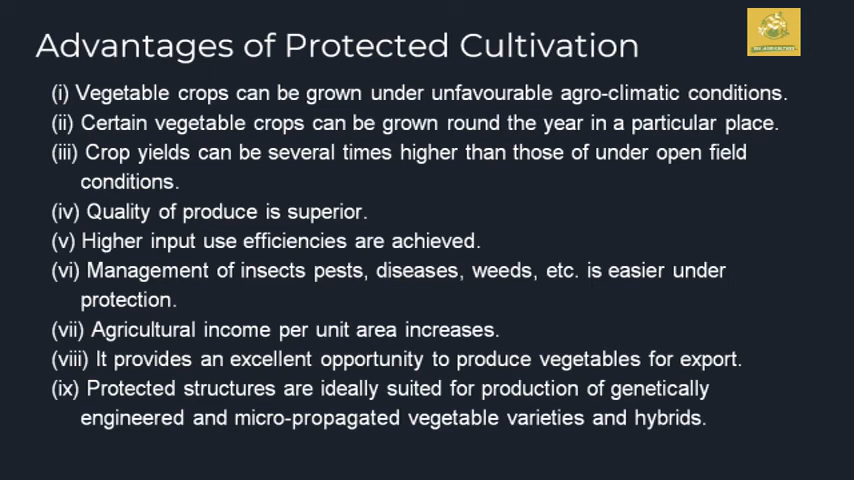 Advantages of Protected Cultivation
(i) Vegetable crops can be grown under unfavourable agro-climatic conditions.
(ii) Certain vegetable crops can be grown round the year in a particular place.
(iii) Crop yields can be several times higher than those of under open field
conditions.
(iv) Quality of produce is superior.
(v) Higher input use efficiencies are achieved.
(vi) Management of insects pests, diseases, weeds, etc. is easier under
protection.
(vii) Agricultural income per unit area increases.
(viii) It provides an excellent opportunity to produce vegetables for export.
(ix) Protected structures are ideally suited for production of genetically
engineered and micro-propagated vegetable varieties and hybrids.